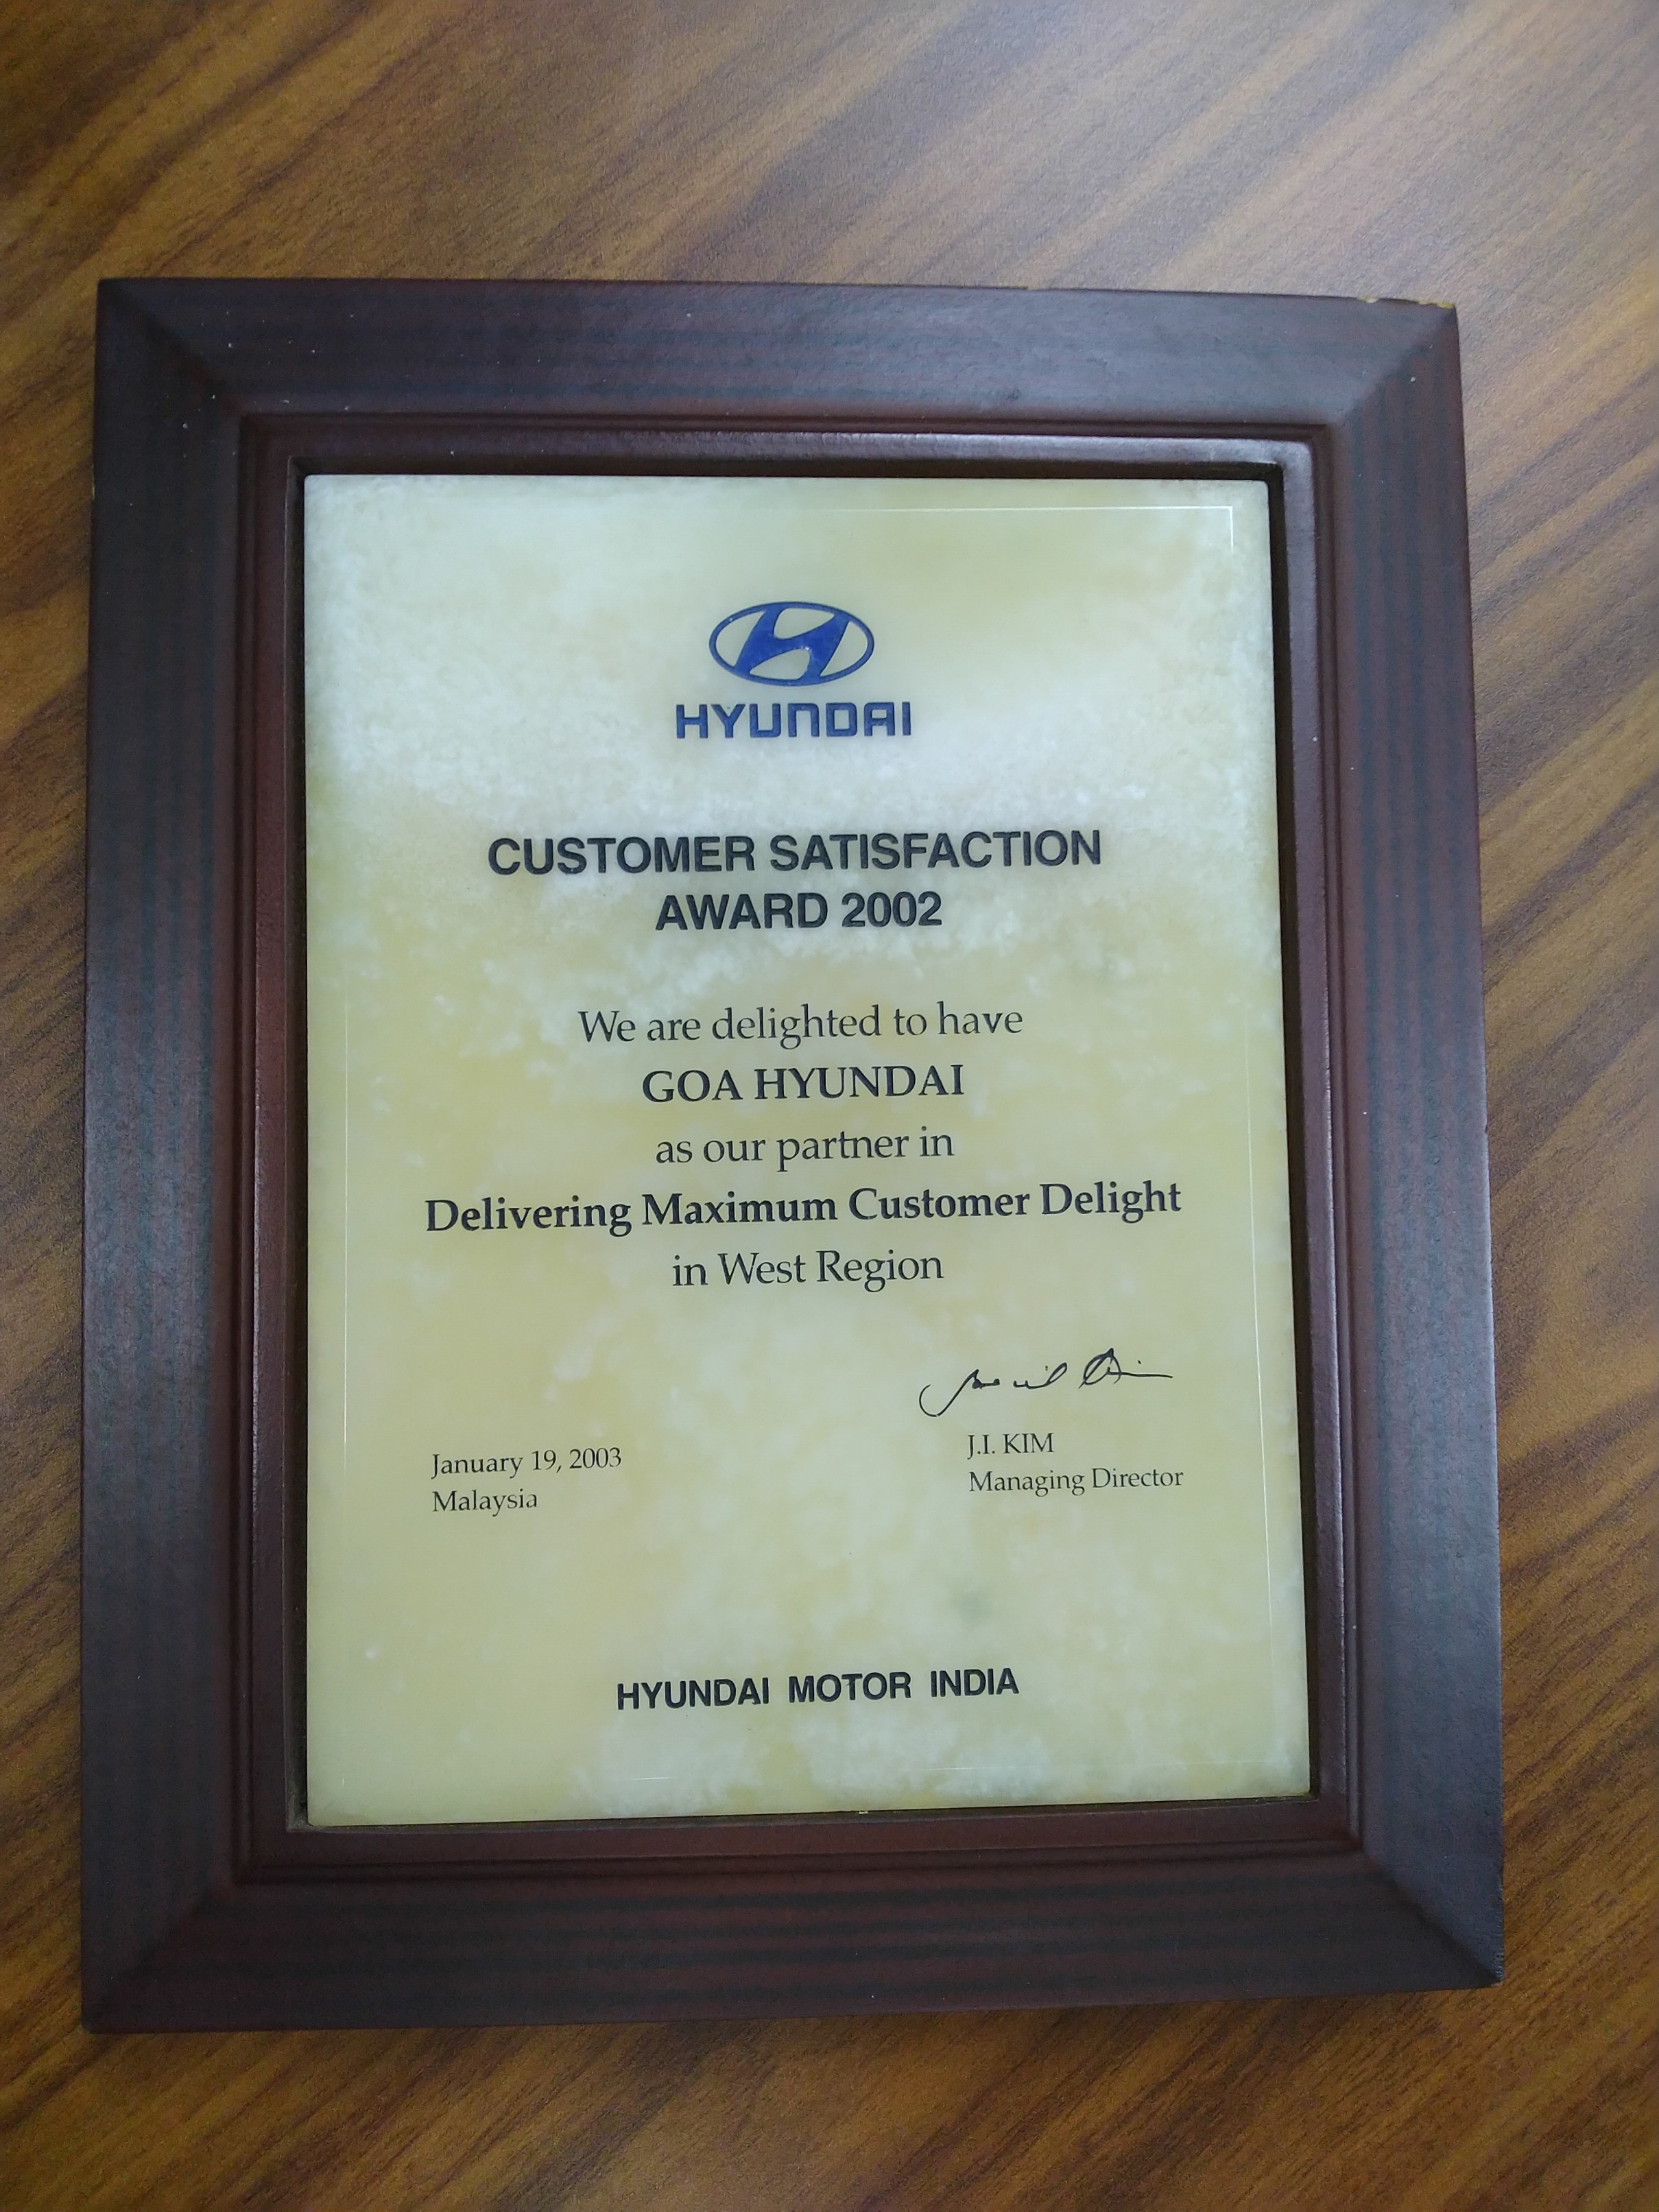 HYUNDAI
CUSTOMER SATISFACTION
AWARD 2002
We are delighted to have
GOA HYUNDAI
as our partner in
Delivering Maximum Customer Delight
in West Region
January 19, 2003
Malaysia
J.I. KIM
Managing Director
HYUNDAI MOTOR INDIA